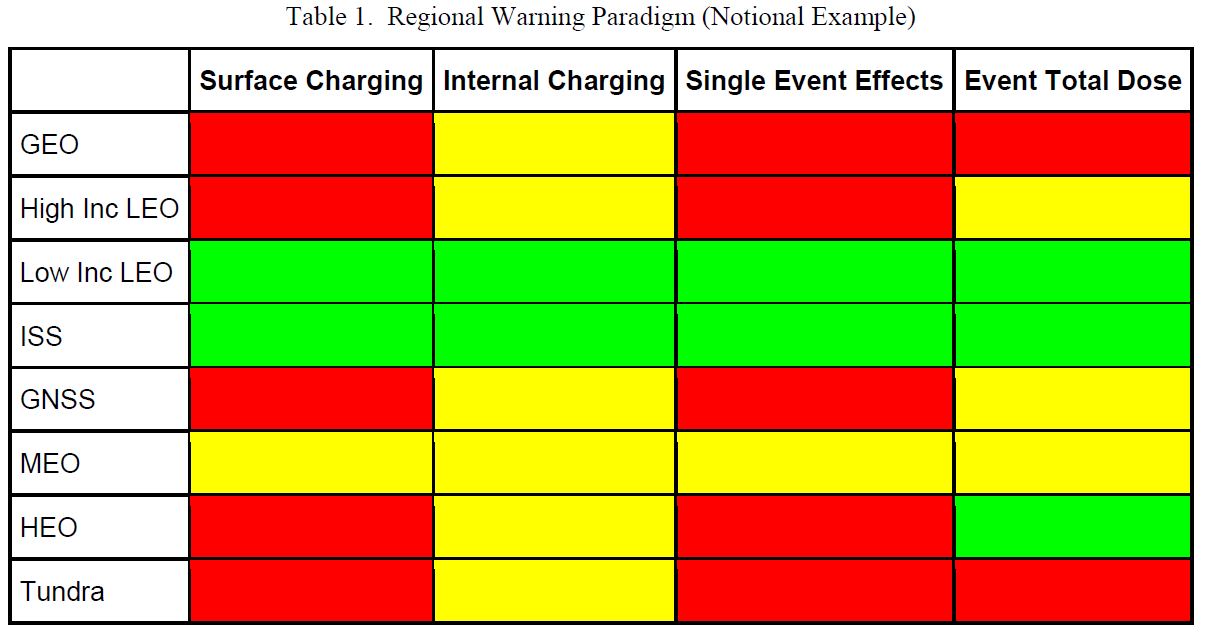 Table 1. Regional Warning Paradigm (Notional Example)
Surface Charging Internal Charging Single Event Effects Event Total Dose
GEO
High Inc LEO
Low Inc LEO
ISS
GNSS
MEO
HEO
Tundra